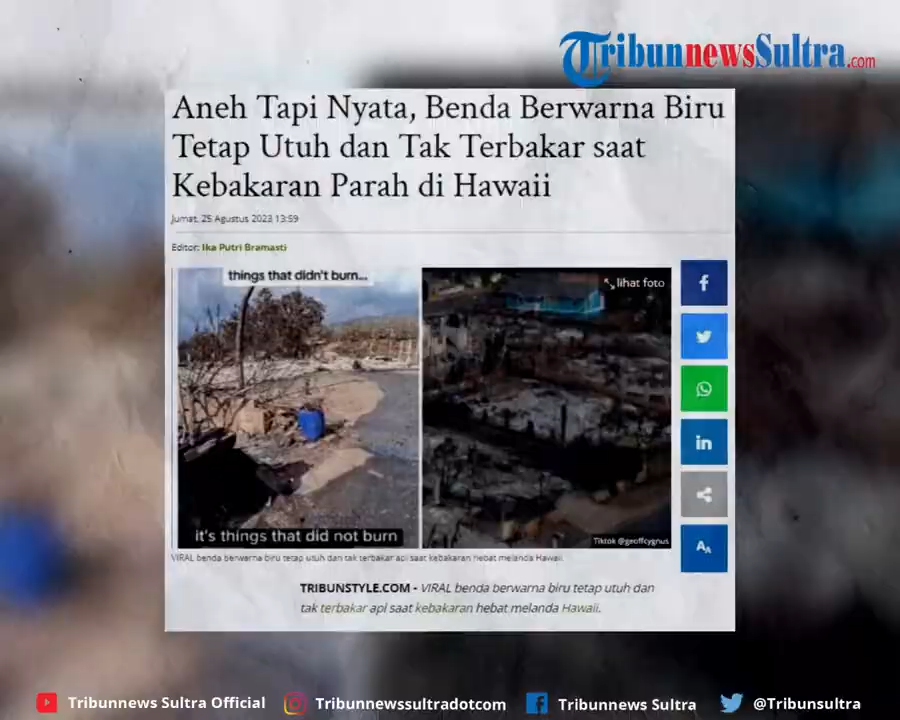 TribunnewsSultra.com
Aneh Tapi Nyata, Benda Berwarna Biru
Tetap Utuh dan Tak Terbakar saat
Kebakaran Parah di Hawaii
Jumat, 25 Agustus 2023 13:59
Editor: Ika Putri Bramasti
things that didn't burn...
lihat foto
it's things that did not burn
Tiktok @geoffcygnus
VIRAL benda berwarna biru tetap utuh dan tak terbakar api saat kebakaran hebat melanda Hawaii.
TRIBUNSTYLE.COM - VIRAL benda berwarna biru tetap utuh dan
tak terbakar api saat kebakaran hebat melanda Hawaii.
Tribunnews Sultra Official
Tribunnewssultradotcom
Tribunnews Sultra
@Tribunsultra